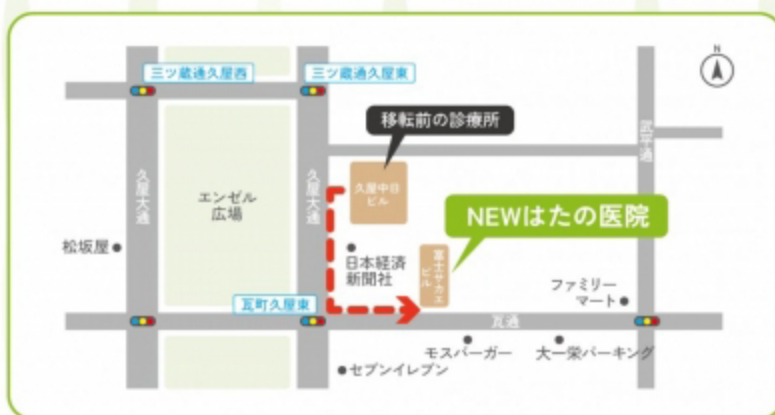 N
三ツ蔵通久屋西
三ツ蔵通久屋東
移転前の診療所
武平通
久屋大通
エンゼル
広場
久屋大通
久屋中日
ビル
NEWはたの医院
松坂屋
日本経済
新聞社
富士サカエ
ビル
ファミリー
マート
瓦町久屋東
瓦通
モスバーガー
大一栄パーキング
セブンイレブン